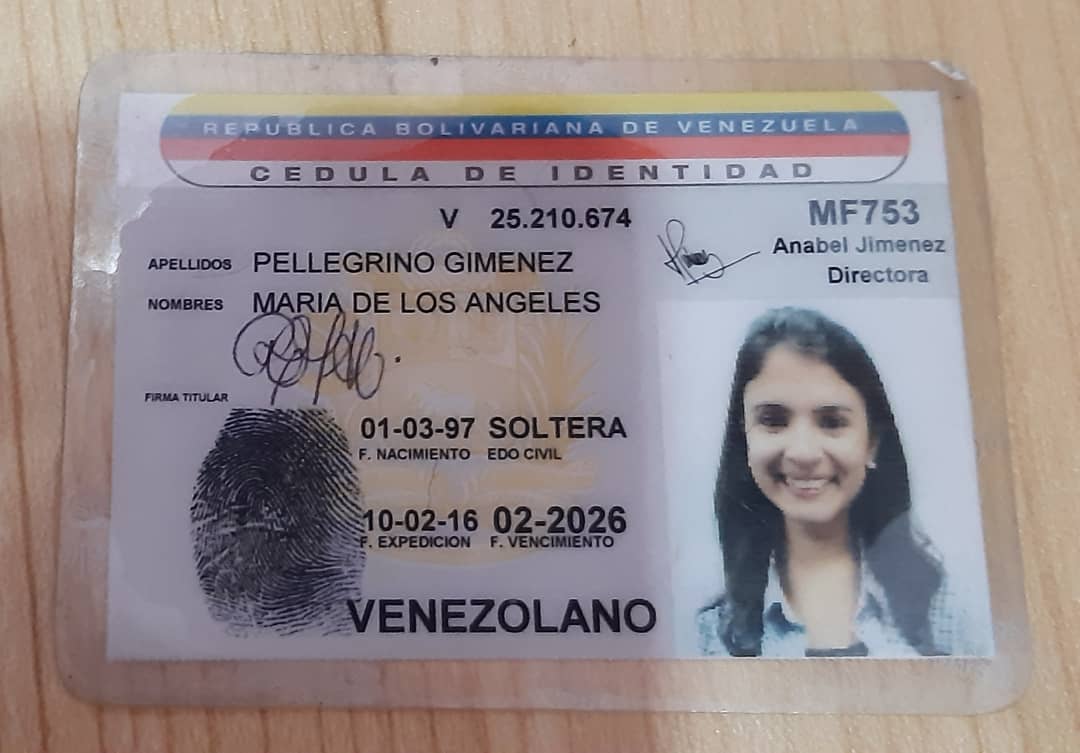 REPUBLICA BOLIVARIANA DE VENEZUELA
CEDULA DE IDENTIDAD
V 25.210.674
MF753
Anabel Jimenez
Directora
APELLIDOS PELLEGRINO GIMENEZ
NOMBRES MARIA DE LOS ANGELES
FIRMA TITULAR
01-03-97 SOLTERA
F. NACIMIENTO EDO CIVIL
10-02-16 02-2026
F. EXPEDICION F. VENCIMIENTO
VENEZOLANO